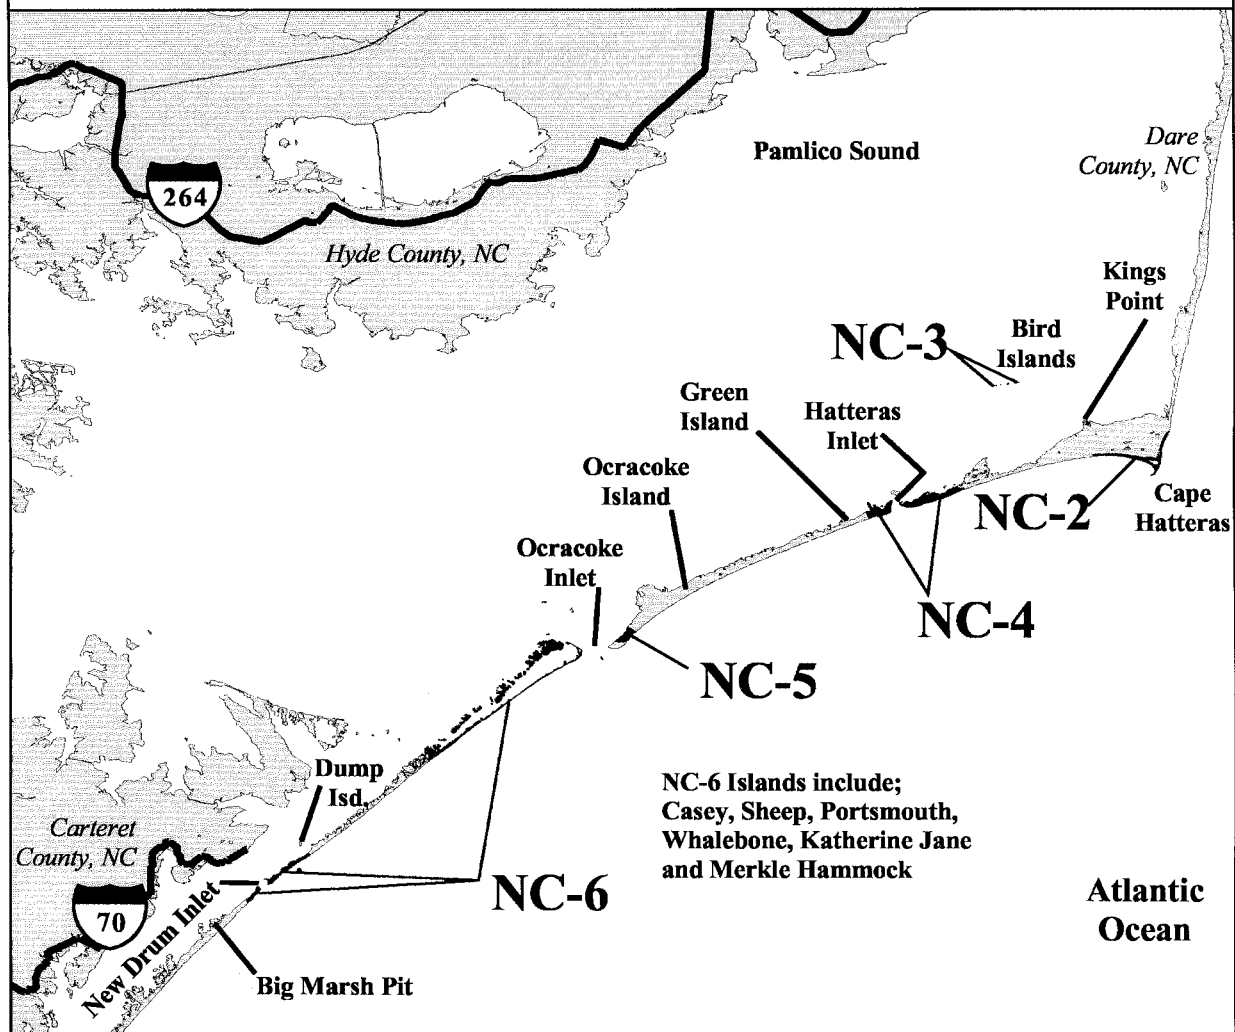 Pamlico Sound
Dare
County, NC
264
Hyde County, NC
Kings
Point
NC-3
Bird
Islands
Green
Island
Hatteras
Inlet
Ocracoke
Island
NC-2
Cape
Hatteras
Ocracoke
Inlet
NC-4
NC-5
Dump
Isd,
NC-6 Islands include;
Casey, Sheep, Portsmouth,
Whalebone, Katherine Jane
and Merkle Hammock
Carteret
County, NC
NC-6
70
New Drum Inlet
Atlantic
Ocean
Big Marsh Pit